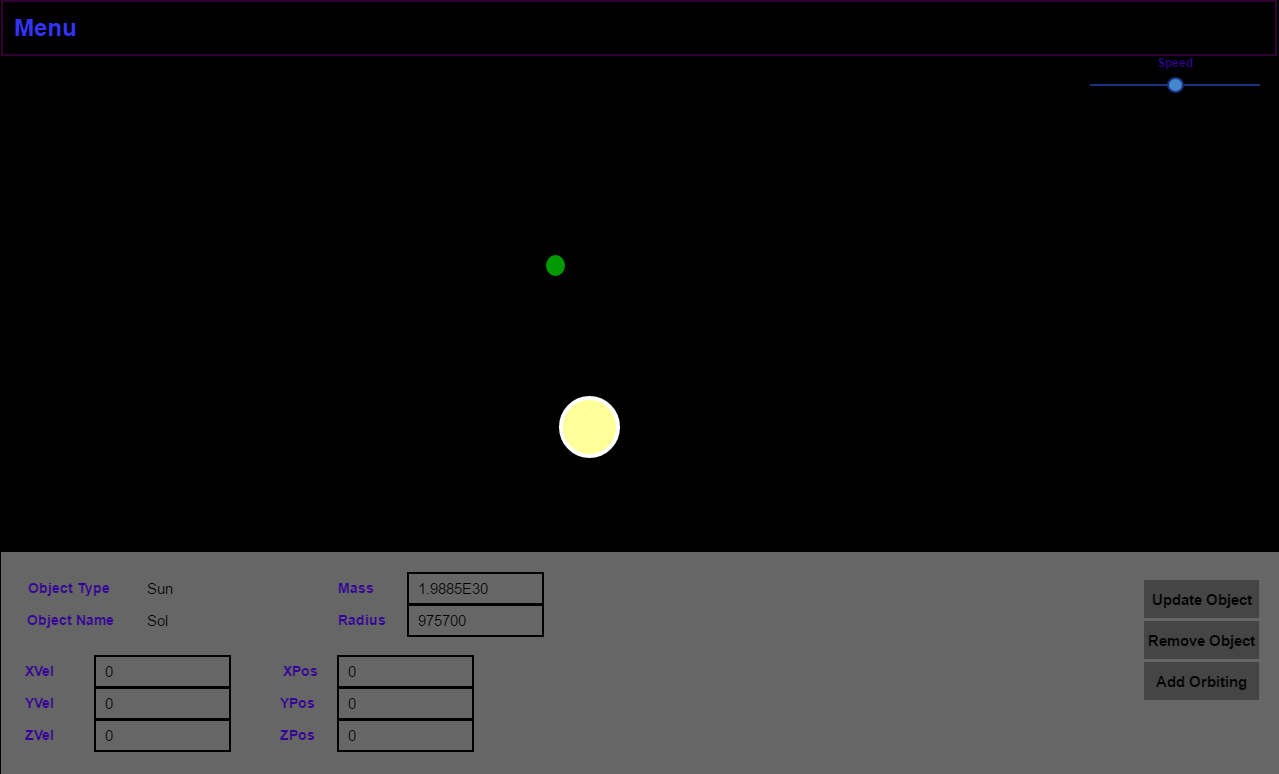 Menu
Speed
Object Type Sun Mass 1.9885E30
Object Name Sol Radius 975700
XVel 0 XPos 0
YVel 0 YPos 0
ZVel 0 ZPos 0
Update Object
Remove Object
Add Orbiting